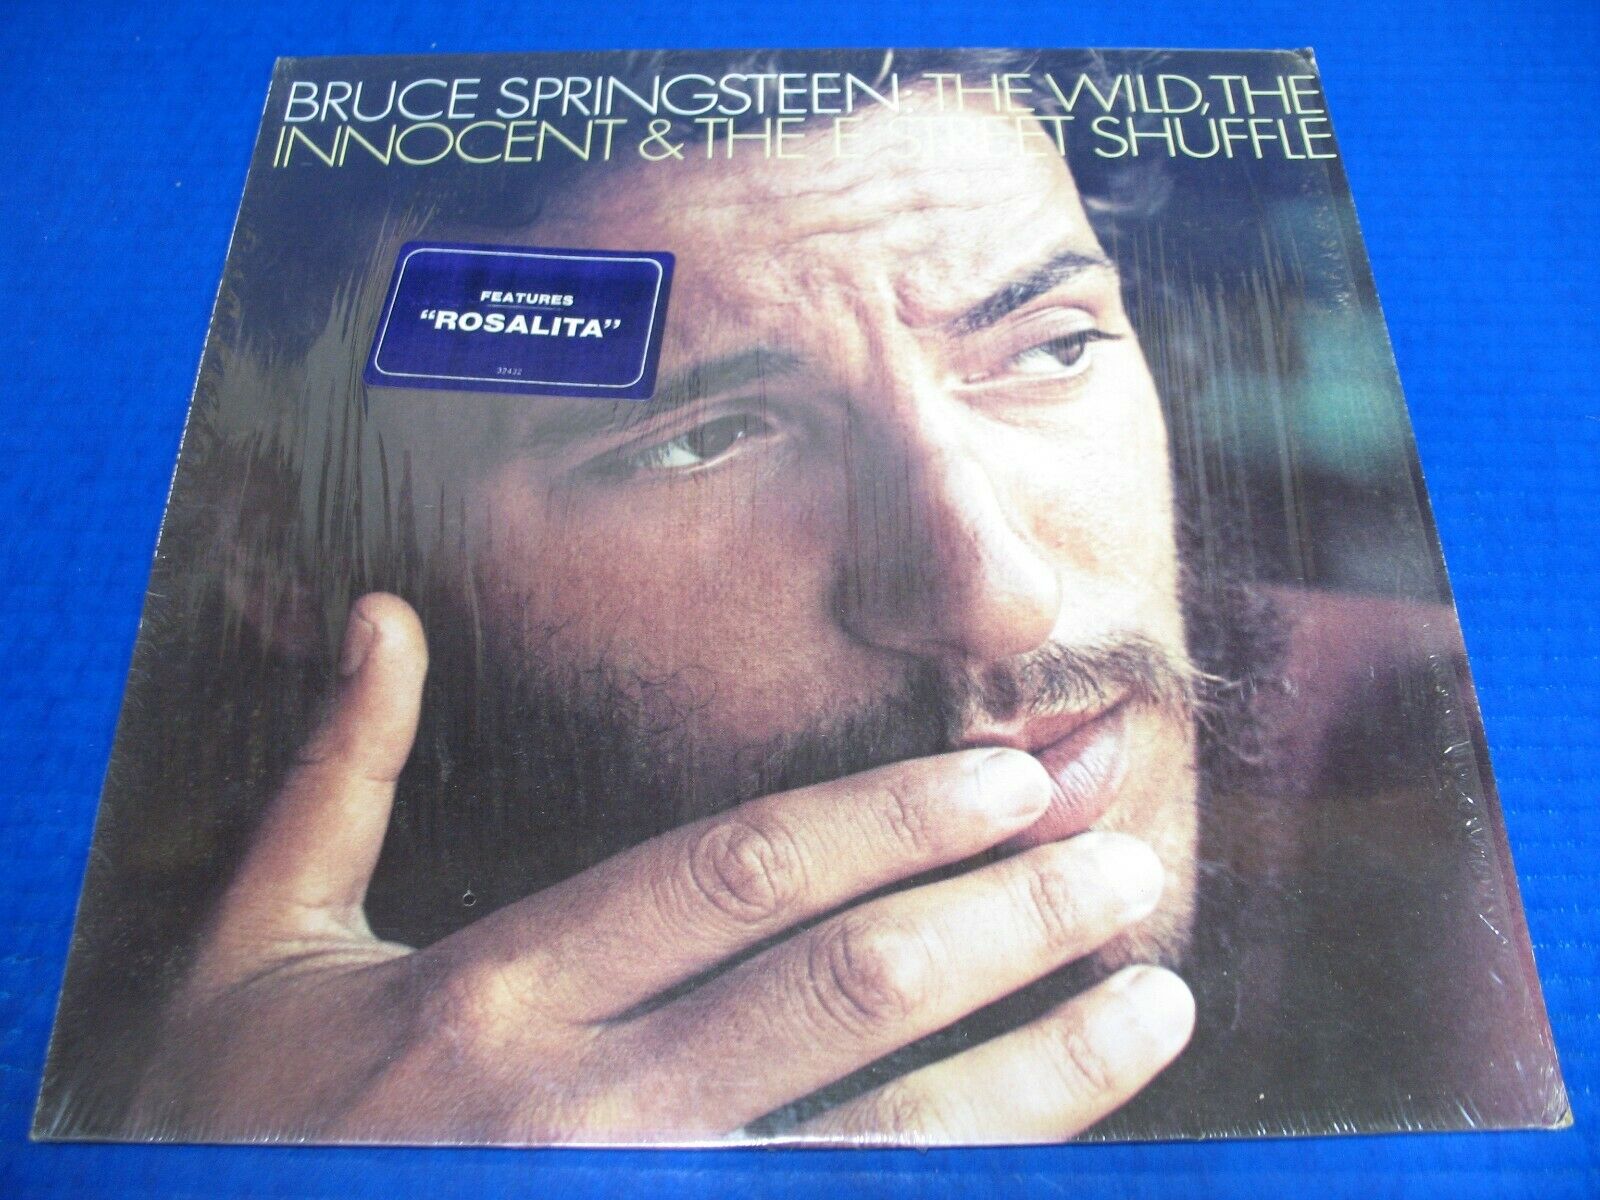 BRUCE SPRINGSTEEN: THE WILD, THE
INNOCENT & THE E STREET SHUFFLE
FEATURES
“ROSALITA”
32432